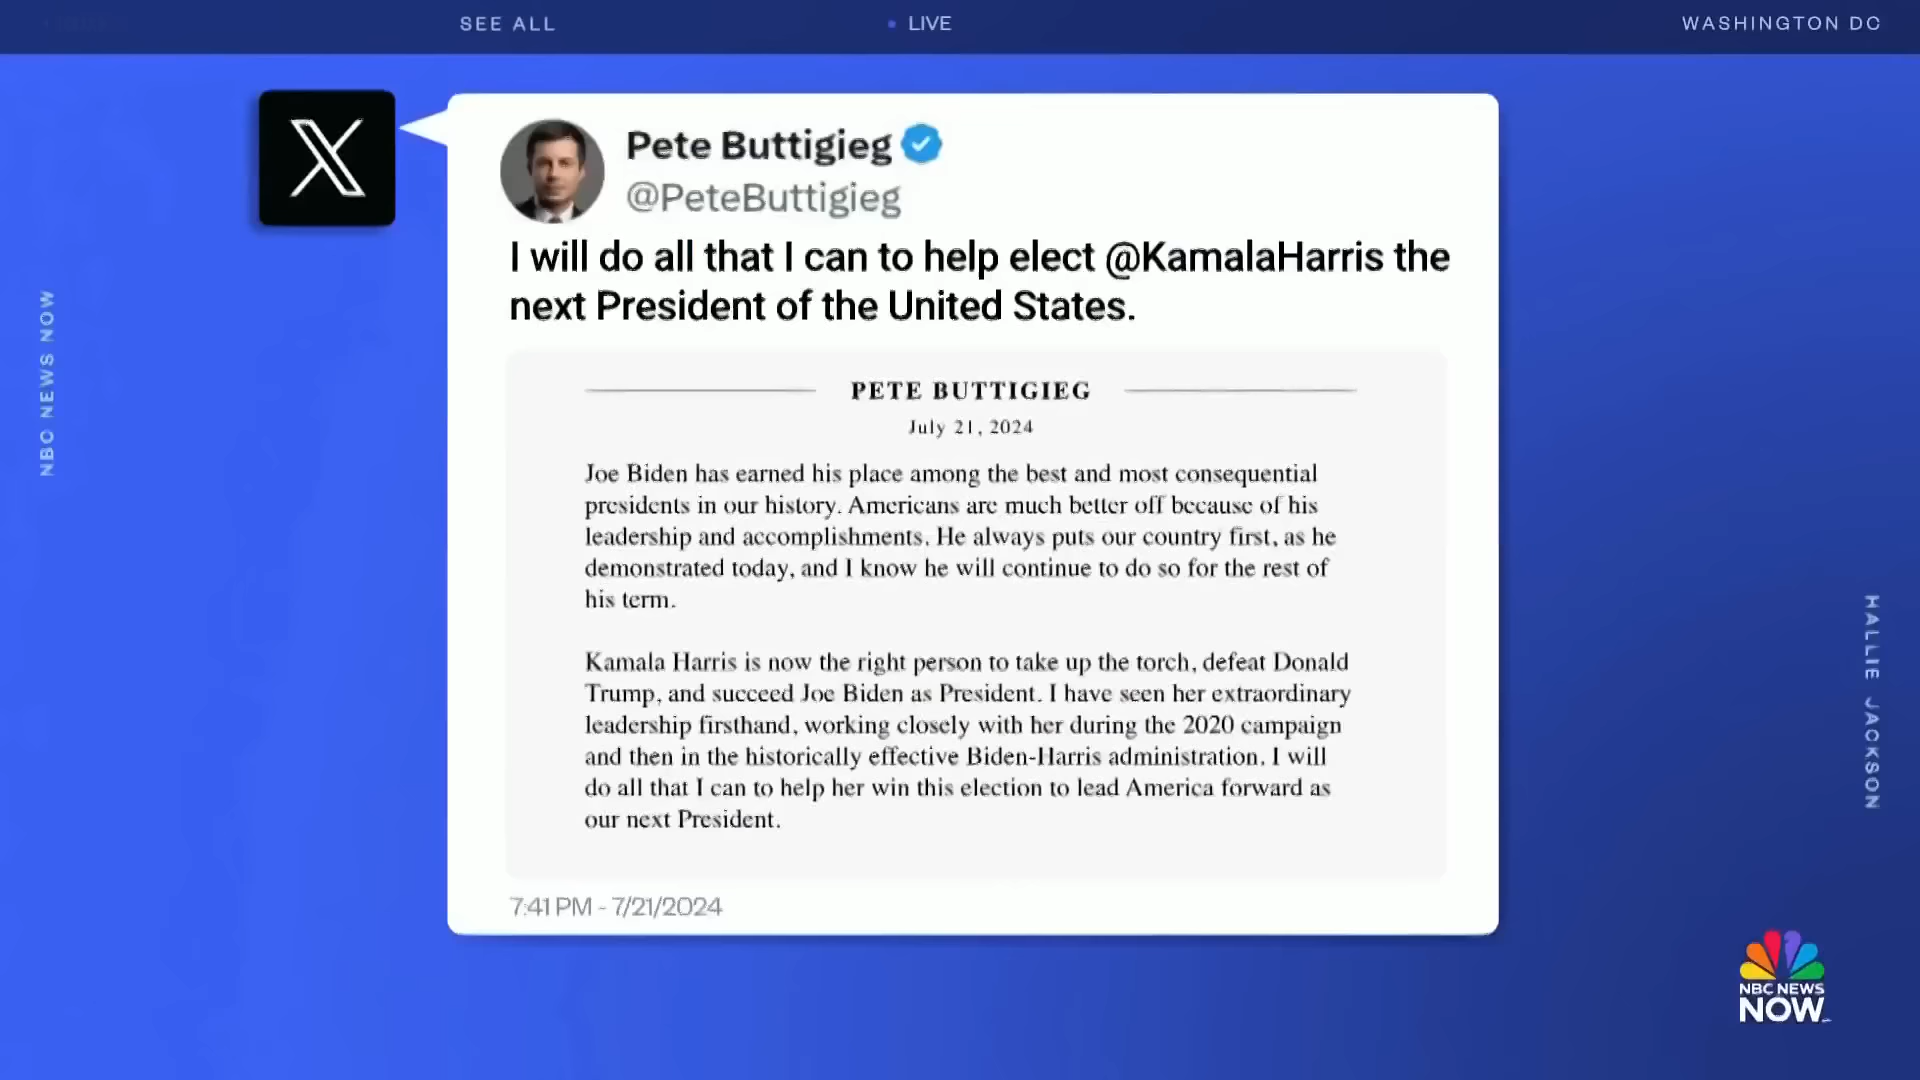 SEE ALL
LIVE
WASHINGTON DC
NBC NEWS NOW
X
Pete Buttigieg
@PeteButtigieg
I will do all that I can to help elect @KamalaHarris the
next President of the United States.
PETE BUTTIGIEG
July 21, 2024
Joe Biden has earned his place among the best and most consequential
presidents in our history. Americans are much better off because of his
leadership and accomplishments. He always puts our country first, as he
demonstrated today, and I know he will continue to do so for the rest of
his term.
Kamala Harris is now the right person to take up the torch, defeat Donald
Trump, and succeed Joe Biden as President. I have seen her extraordinary
leadership firsthand, working closely with her during the 2020 campaign
and then in the historically effective Biden-Harris administration. I will
do all that I can to help her win this election to lead America forward as
our next President.
7:41 PM - 7/21/2024
HALLIE JACKSON
NBC NEWS
NOW